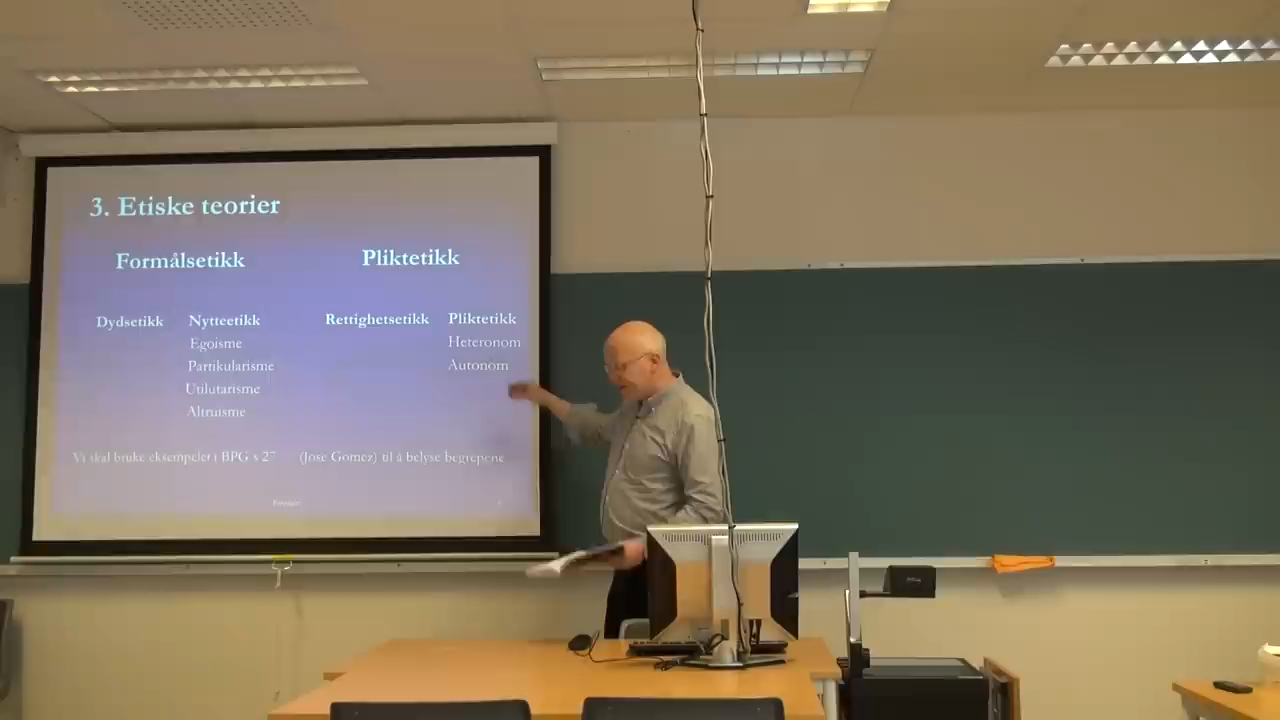 3. Etiske teorier
Formålsetikk Pliktetikk
Dydsetikk Nytteetikk Rettighetsetikk Pliktetikk
Egoisme Heteronom
Partikularisme Autonom
Utilutarisme
Altruisme
Vi skal bruke eksempelet i BPG s 27 (Jose Gomez) til å belyse begrepene